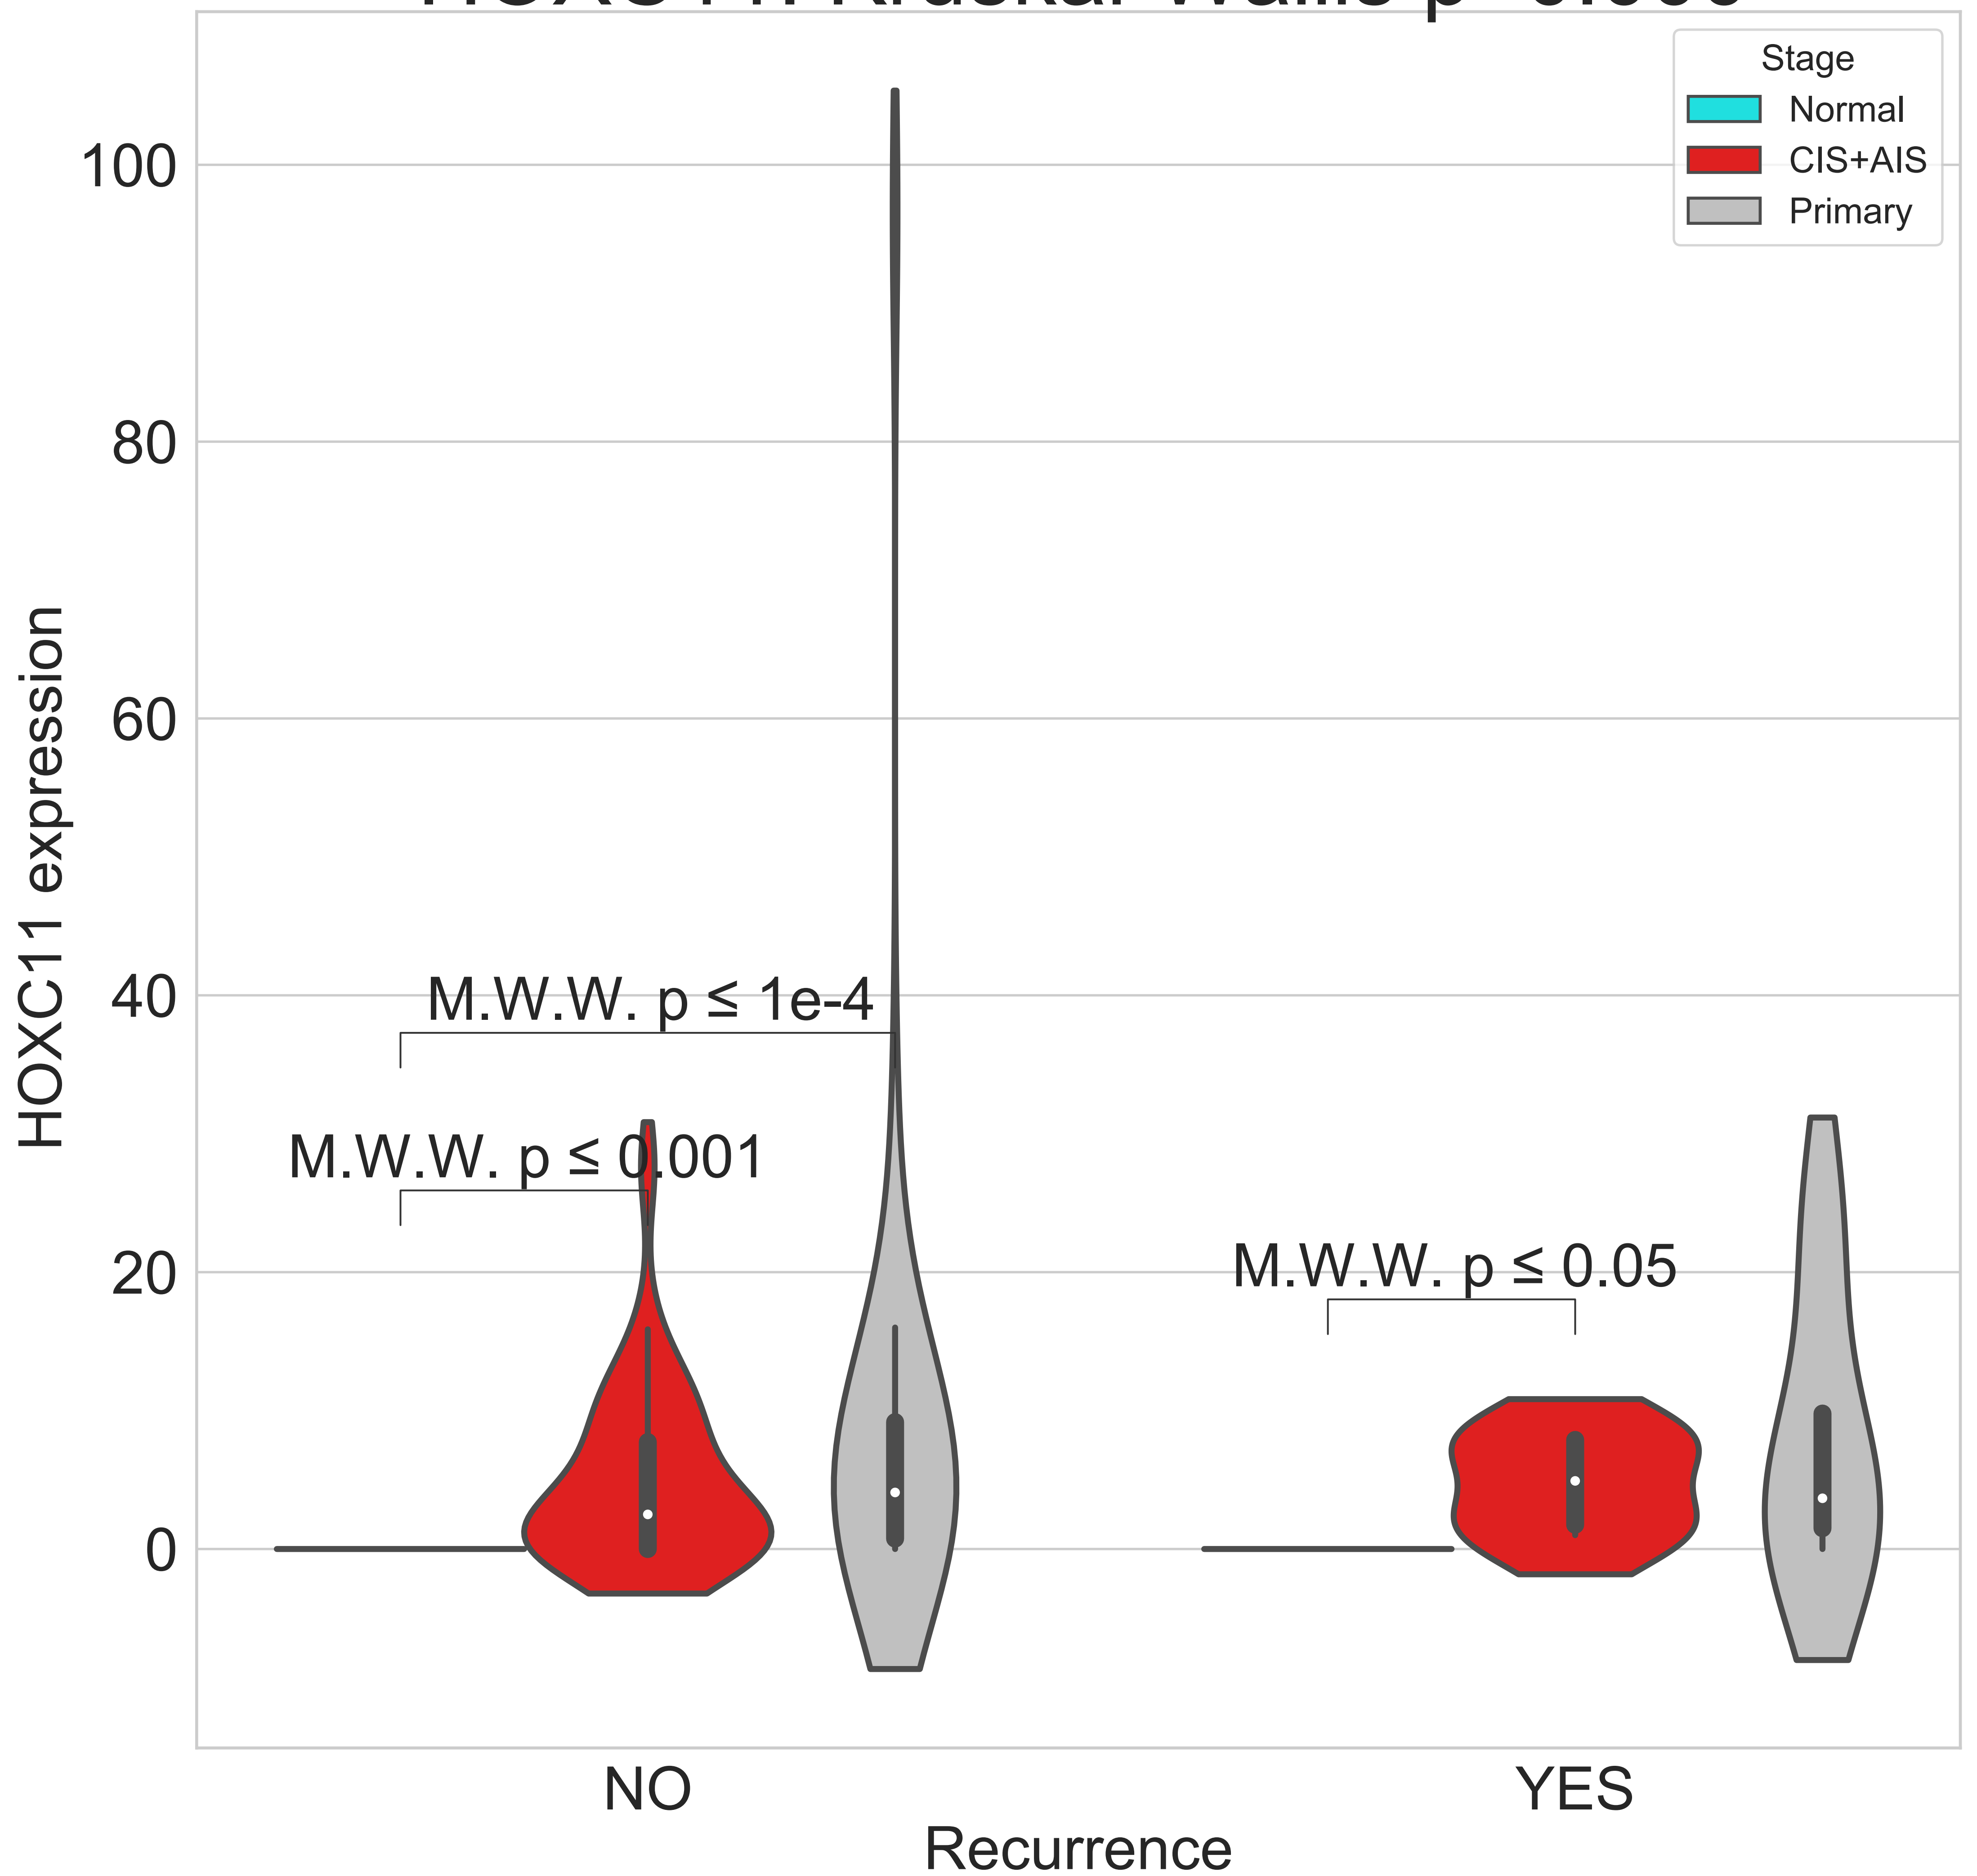 Stage
Normal
CIS+AIS
Primary
100
80
60
40
20
0
HOXC11 expression
M.W.W. p ≤ 1e-4
M.W.W. p ≤ 0.001
M.W.W. p ≤ 0.05
NO
YES
Recurrence